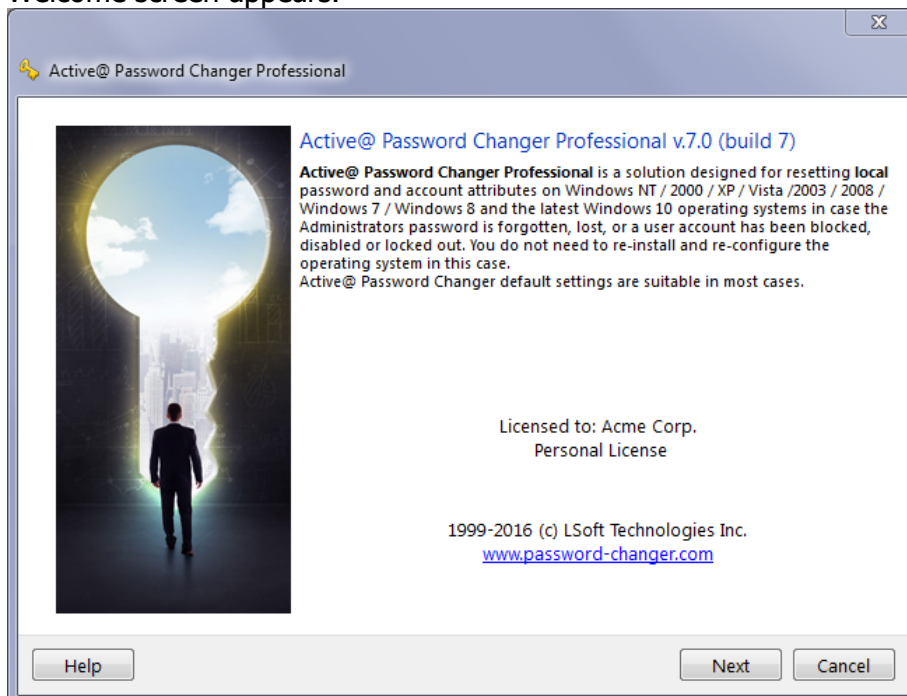 Welcome screen appears.
Active@ Password Changer Professional
Active@ Password Changer Professional v.7.0 (build 7)
Active@ Password Changer Professional is a solution designed for resetting local
password and account attributes on Windows NT / 2000 / XP / Vista /2003 / 2008 /
Windows 7 / Windows 8 and the latest Windows 10 operating systems in case the
Administrators password is forgotten, lost, or a user account has been blocked,
disabled or locked out. You do not need to re-install and re-configure the
operating system in this case.
Active@ Password Changer default settings are suitable in most cases.
Licensed to: Acme Corp.
Personal License
1999-2016 (c) LSoft Technologies Inc.
www.password-changer.com
Help
Next
Cancel